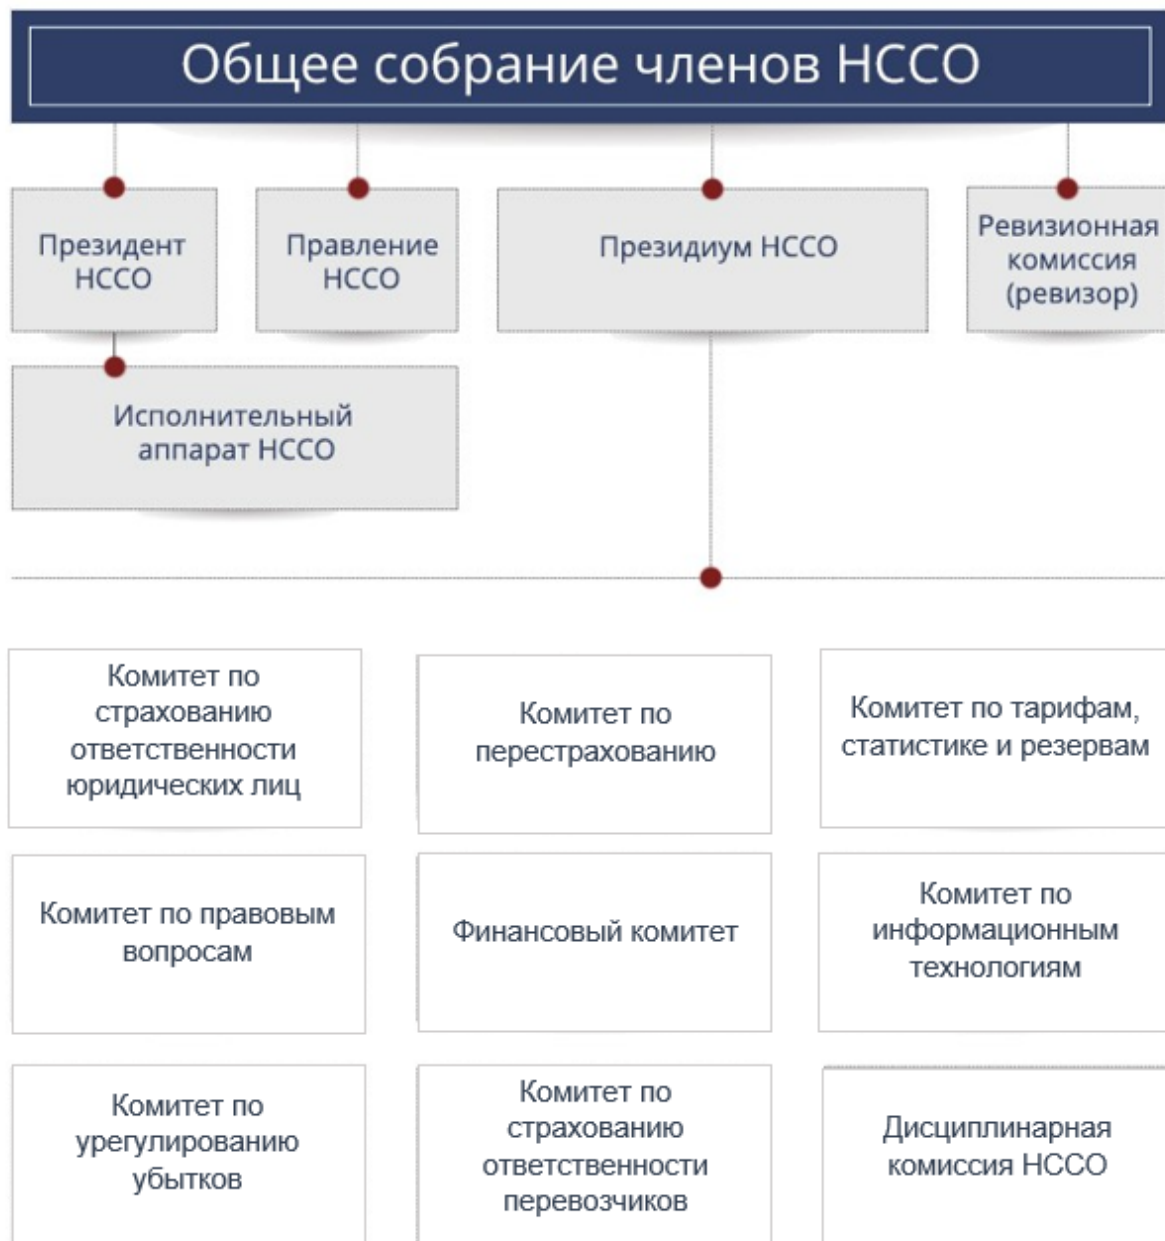 Общее собрание членов НССО
Президент
НССО
Правление
НССО
Президиум НССО
Ревизионная
комиссия
(ревизор)
Исполнительный
аппарат НССО
Комитет по
страхованию
ответственности
юридических лиц
Комитет по
перестрахованию
Комитет по тарифам,
статистике и резервам
Комитет по правовым
вопросам
Финансовый комитет
Комитет по
информационным
технологиям
Комитет по
урегулированию
убытков
Комитет по
страхованию
ответственности
перевозчиков
Дисциплинарная
комиссия НССО